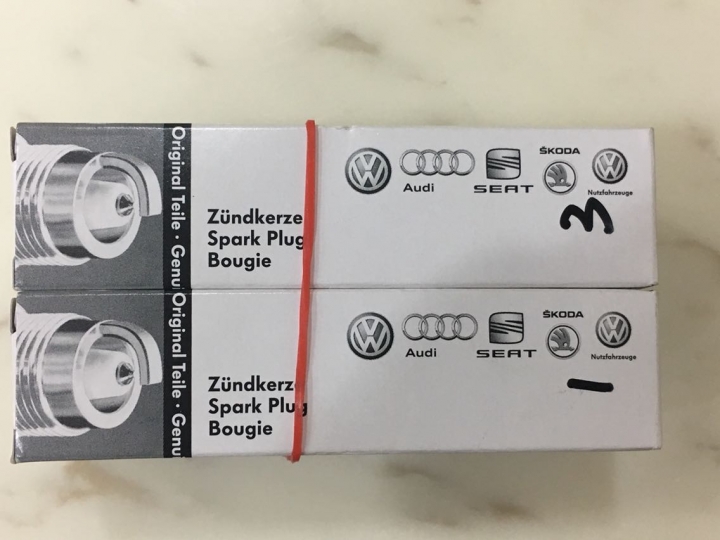 Original Teile · Genu
Zündkerze
Spark Plug
Bougie
Audi
SEAT
ŠKODA
Nutzfahrzeuge
3
Original Teile · Genu
Zündkerz
Spark Plug
Bougie
Audi
SEAT
ŠKODA
Nutzfahrzeuge